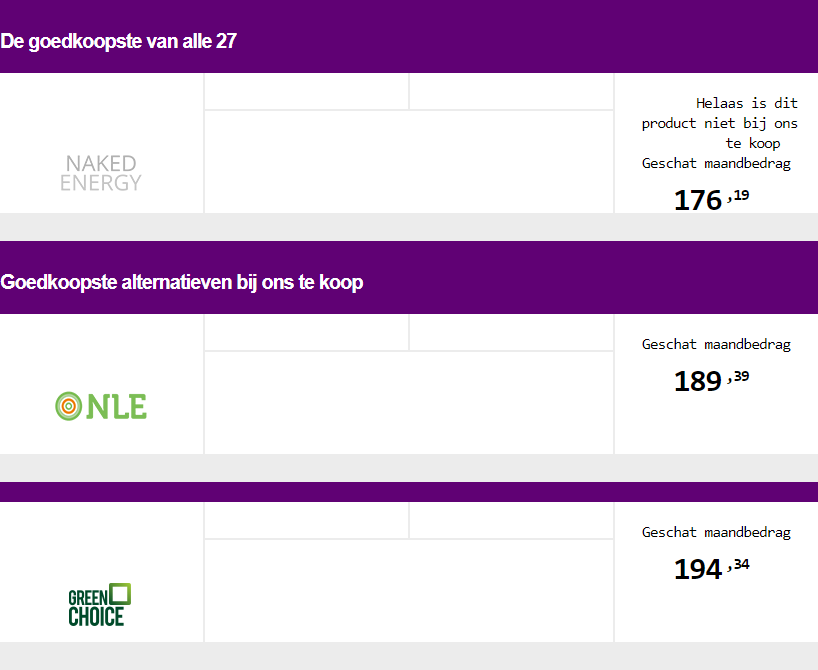 De goedkoopste van alle 27
NAKED
ENERGY
Helaas is dit
product niet bij ons
te koop
Geschat maandbedrag
176,19
Goedkoopste alternatieven bij ons te koop
NLE
Geschat maandbedrag
189,39
GREEN
CHOICE
Geschat maandbedrag
194,34